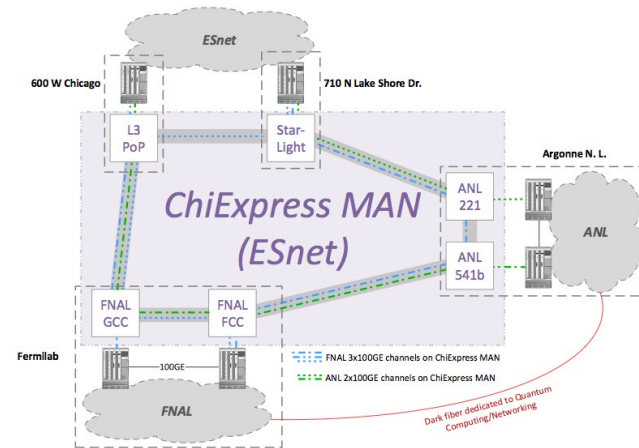 ESnet
600 W Chicago
710 N Lake Shore Dr.
L3
PoP
Star-
Light
Argonne N. L.
ChiExpress MAN
(ESnet)
ANL
221
ANL
ANL
541b
FNAL
GCC
FNAL
FCC
Fermilab
100GE
FNAL 3x100GE channels on ChiExpress MAN
ANL 2x100GE channels on ChiExpress MAN
FNAL
Dark fiber dedicated to Quantum
Computing/Networking